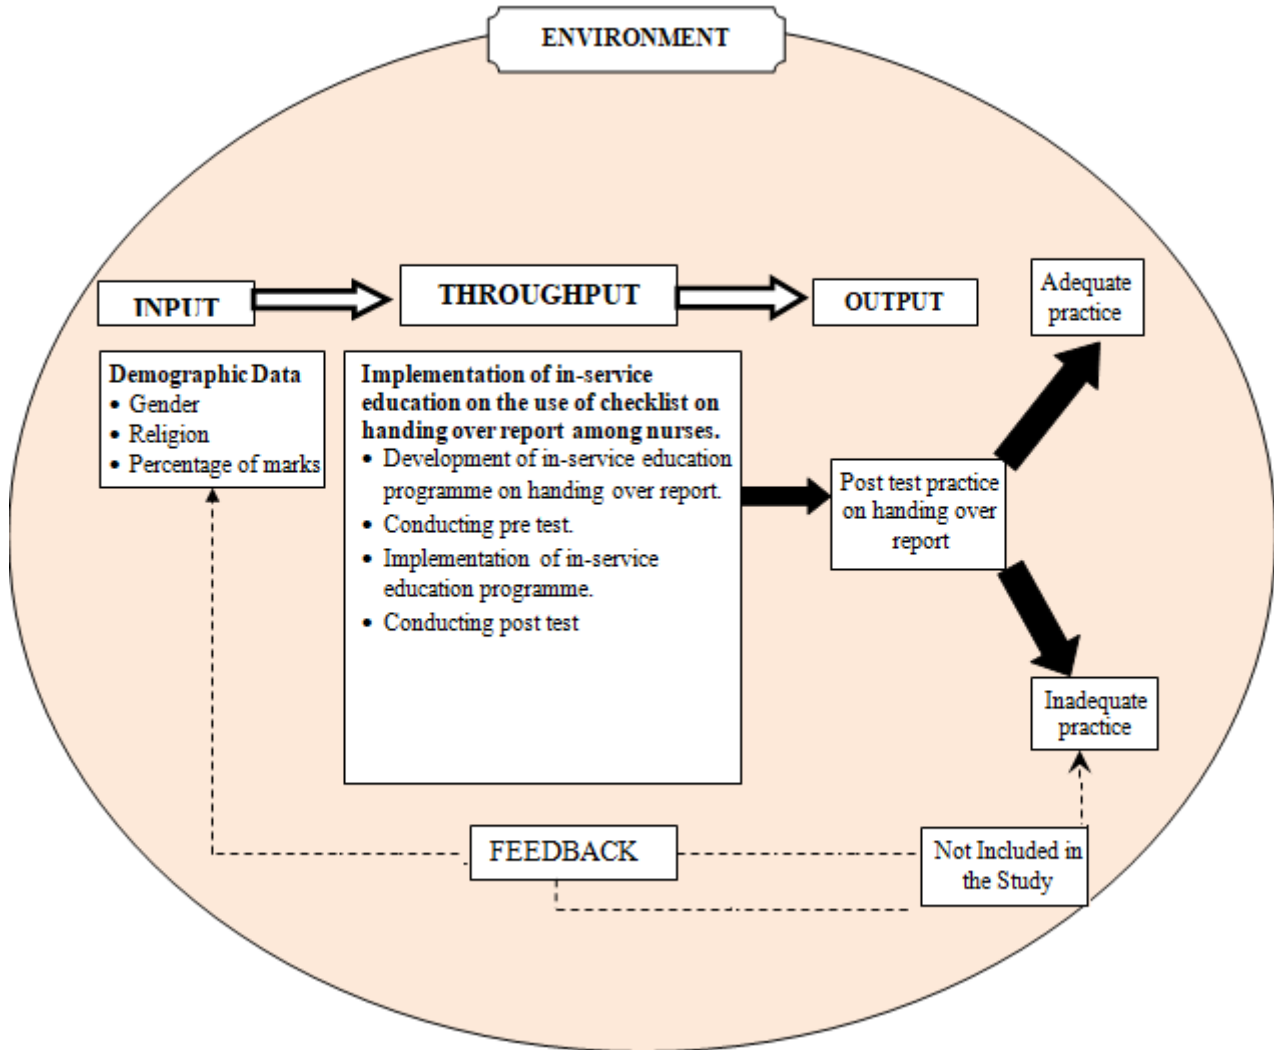 ENVIRONMENT
INPUT
THROUGHPUT
OUTPUT
Adequate
practice
Demographic Data
• Gender
• Religion
• Percentage of marks
Implementation of in-service
education on the use of checklist on
handing over report among nurses.
• Development of in-service education
programme on handing over report.
• Conducting pre test.
• Implementation of in-service
education programme.
• Conducting post test
Post test practice
on handing over
report
Inadequate
practice
FEEDBACK
Not Included in
the Study